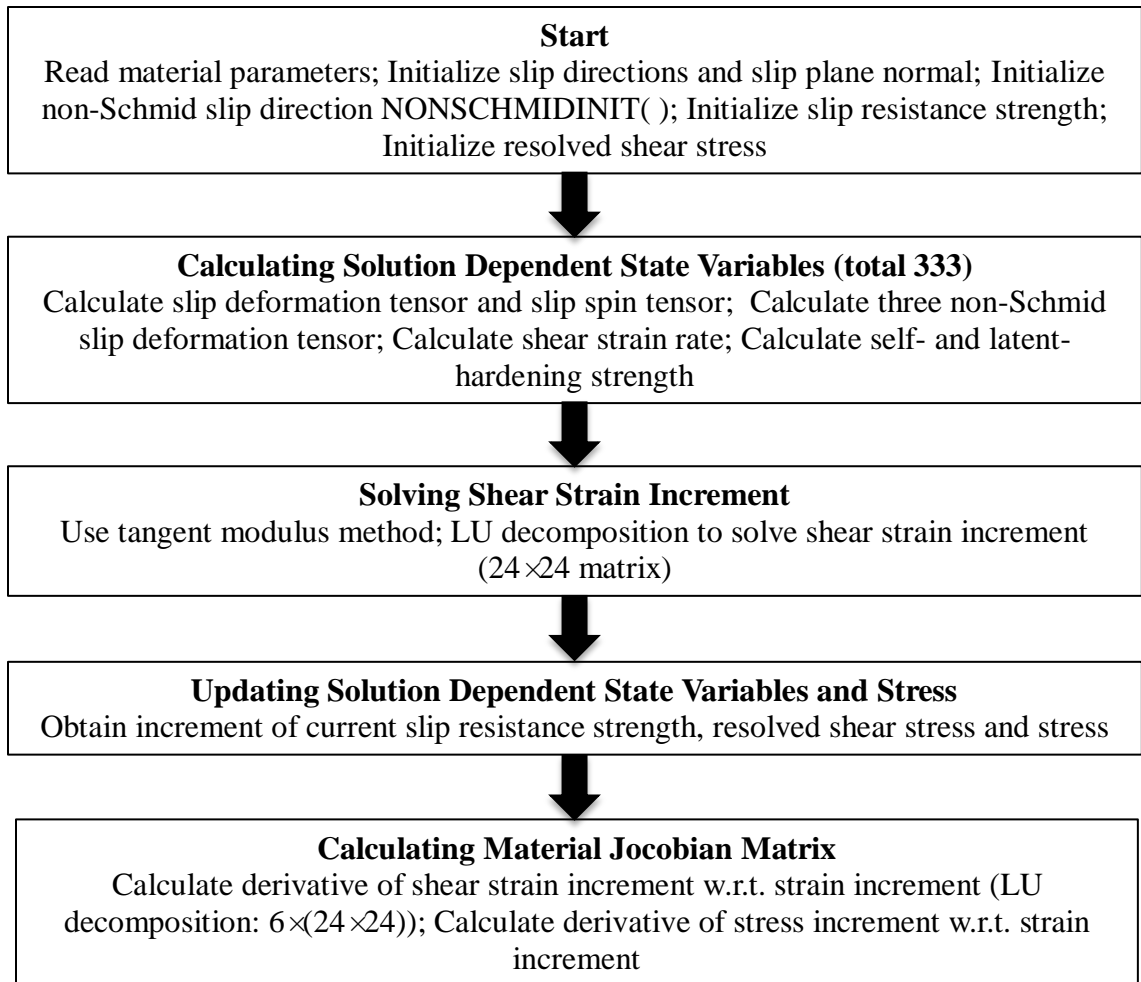 Start
Read material parameters; Initialize slip directions and slip plane normal; Initialize
non-Schmid slip direction NONSCHMIDINIT( ); Initialize slip resistance strength;
Initialize resolved shear stress
Calculating Solution Dependent State Variables (total 333)
Calculate slip deformation tensor and slip spin tensor; Calculate three non-Schmid
slip deformation tensor; Calculate shear strain rate; Calculate self- and latent-
hardening strength
Solving Shear Strain Increment
Use tangent modulus method; LU decomposition to solve shear strain increment
(24×24 matrix)
Updating Solution Dependent State Variables and Stress
Obtain increment of current slip resistance strength, resolved shear stress and stress
Calculating Material Jocobian Matrix
Calculate derivative of shear strain increment w.r.t. strain increment (LU
decomposition: 6×(24×24)); Calculate derivative of stress increment w.r.t. strain
increment